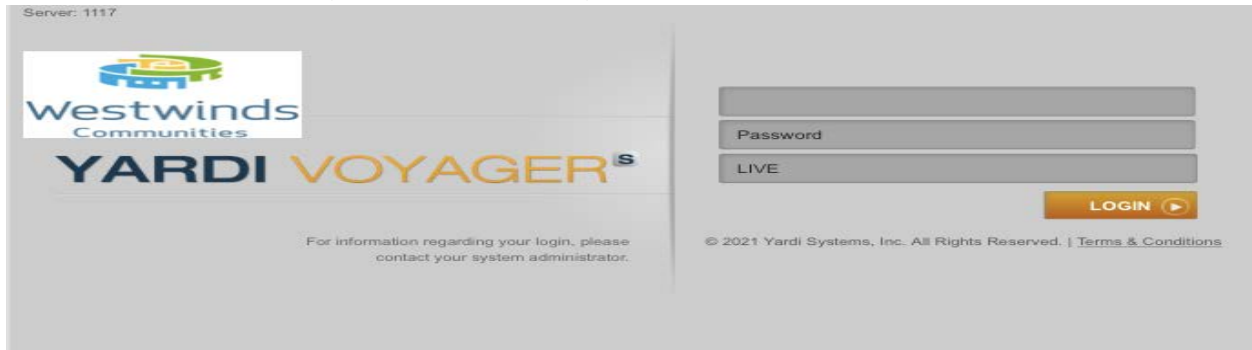 Server: 1117
Westwinds
Communities
YARDI VOYAGER S
For information regarding your login, please
contact your system administrator.
Password
LIVE
LOGIN
© 2021 Yardi Systems, Inc. All Rights Reserved. | Terms & Conditions